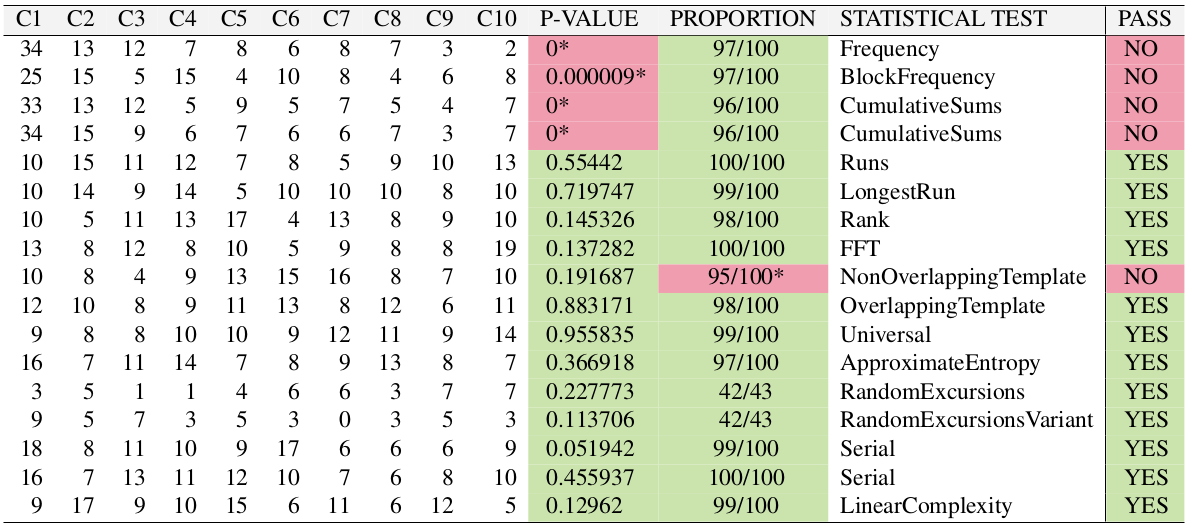 C1 C2 C3 C4 C5 C6 C7 C8 C9 C10 P-VALUE PROPORTION STATISTICAL TEST PASS
34 13 12 7 8 6 8 7 3 2 0* 97/100 Frequency NO
25 15 5 15 4 10 8 4 6 8 0.000009* 97/100 BlockFrequency NO
33 13 12 5 9 5 7 5 4 7 0* 96/100 CumulativeSums NO
34 15 9 6 7 6 6 7 3 7 0* 96/100 CumulativeSums NO
10 15 11 12 7 8 5 9 10 13 0.55442 100/100 Runs YES
10 14 9 14 5 10 10 10 8 10 0.719747 99/100 LongestRun YES
10 5 11 13 17 4 13 8 9 10 0.145326 98/100 Rank YES
13 8 12 8 10 5 9 8 8 19 0.137282 100/100 FFT YES
10 8 4 9 13 15 16 8 7 10 0.191687 95/100* NonOverlappingTemplate NO
12 10 8 9 11 13 8 12 6 11 0.883171 98/100 OverlappingTemplate YES
9 8 8 10 10 9 12 11 9 14 0.955835 99/100 Universal YES
16 7 11 14 7 8 9 13 8 7 0.366918 97/100 ApproximateEntropy YES
3 5 1 1 4 6 6 3 7 7 0.227773 42/43 RandomExcursions YES
9 5 7 3 5 3 0 3 5 3 0.113706 42/43 RandomExcursionsVariant YES
18 8 11 10 9 17 6 6 6 9 0.051942 99/100 Serial YES
16 7 13 11 12 10 7 6 8 10 0.455937 100/100 Serial YES
9 17 9 10 15 6 11 6 12 5 0.12962 99/100 LinearComplexity YES